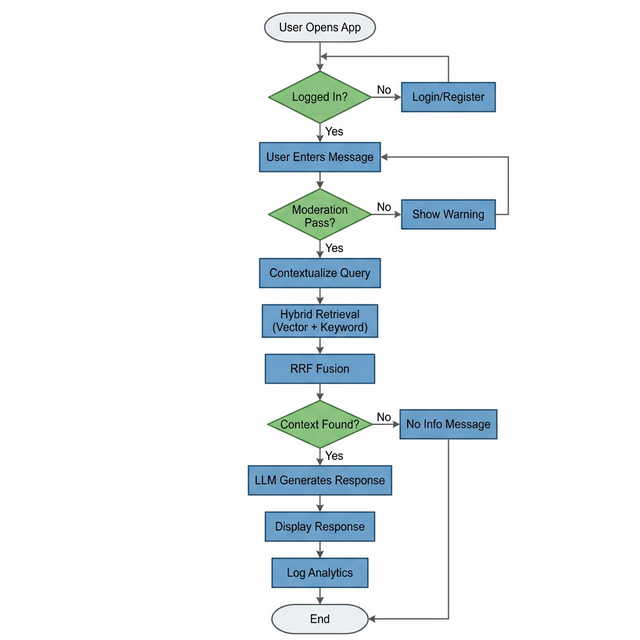 User Opens App
Logged In?
No
Login/Register
Yes
User Enters Message
Moderation
Pass?
No
Show Warning
Yes
Contextualize Query
Hybrid Retrieval
(Vector + Keyword)
RRF Fusion
Context Found?
No
No Info Message
Yes
LLM Generates Response
Display Response
Log Analytics
End